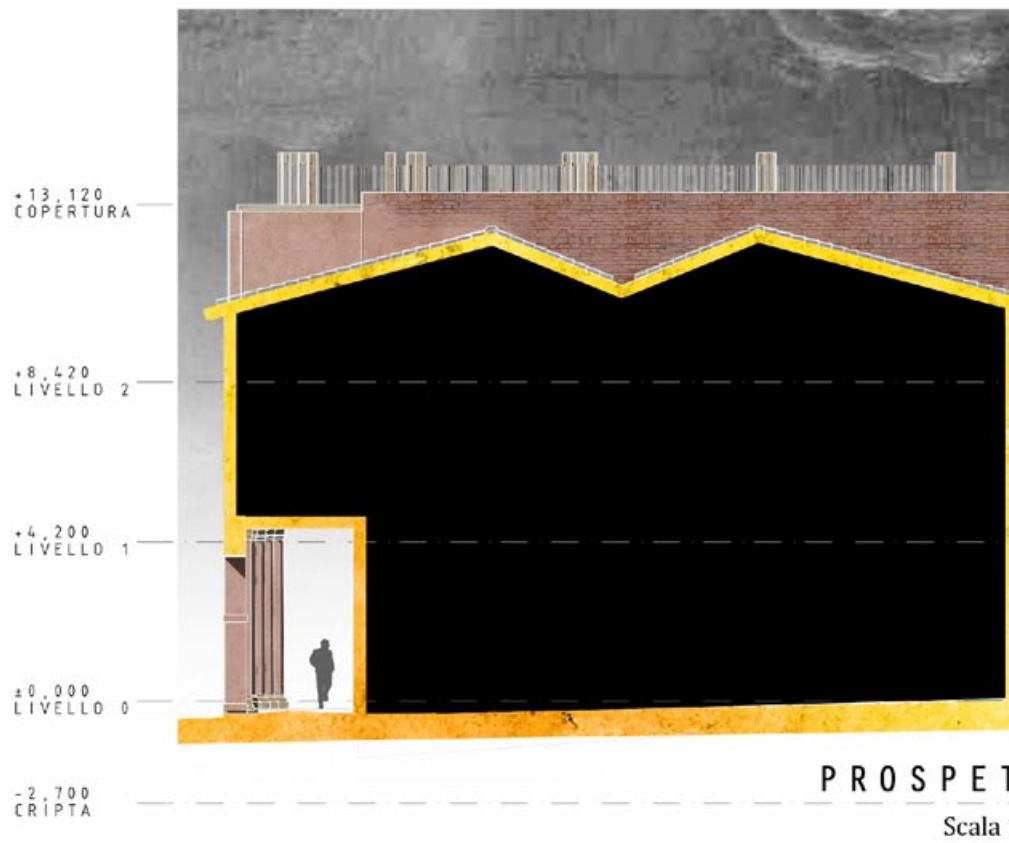 +13,120
COPERTURA
+8,420
LIVELLO 2
+4,200
LIVELLO 1
±0,000
LIVELLO 0
PROSPET
-2,700
CRIPTA
Scala